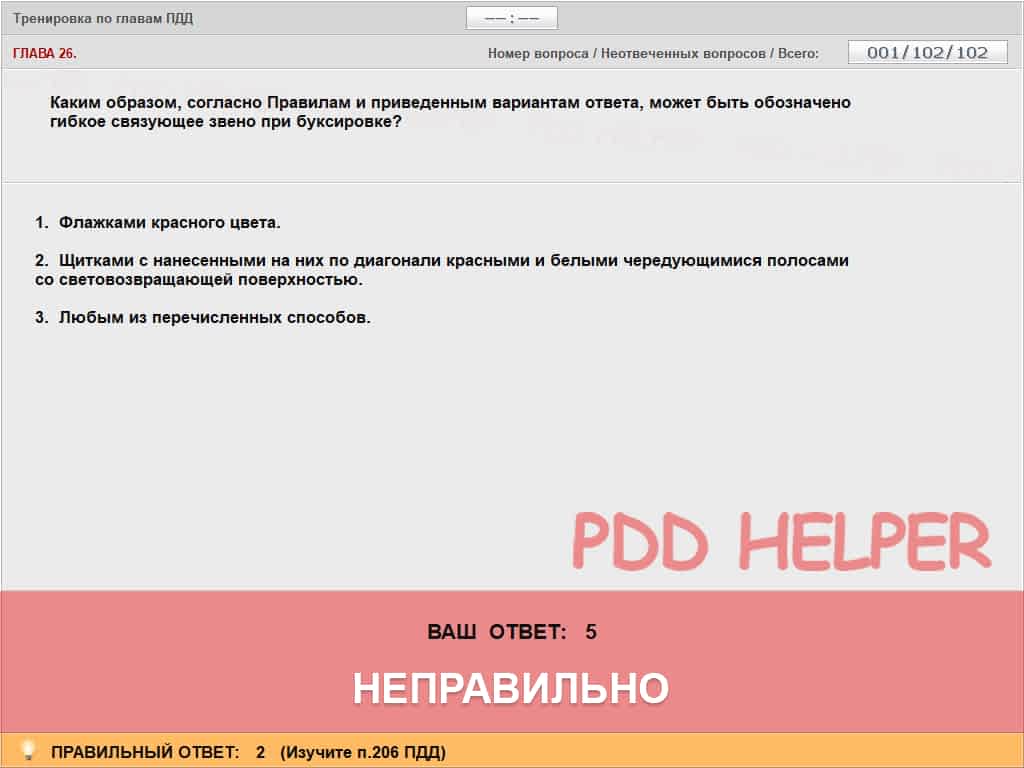 Тренировка по главам ПДД
—— : ——
ГЛАВА 26.
Номер вопроса / Неотвеченных вопросов / Всего:
001/102/102
Каким образом, согласно Правилам и приведенным вариантам ответа, может быть обозначено
гибкое связующее звено при буксировке?
1. Флажками красного цвета.
2. Щитками с нанесенными на них по диагонали красными и белыми чередующимися полосами
со световозвращающей поверхностью.
3. Любым из перечисленных способов.
PDD HELPER
ВАШ ОТВЕТ: 5
НЕПРАВИЛЬНО
ПРАВИЛЬНЫЙ ОТВЕТ: 2 (Изучите п.206 ПДД)